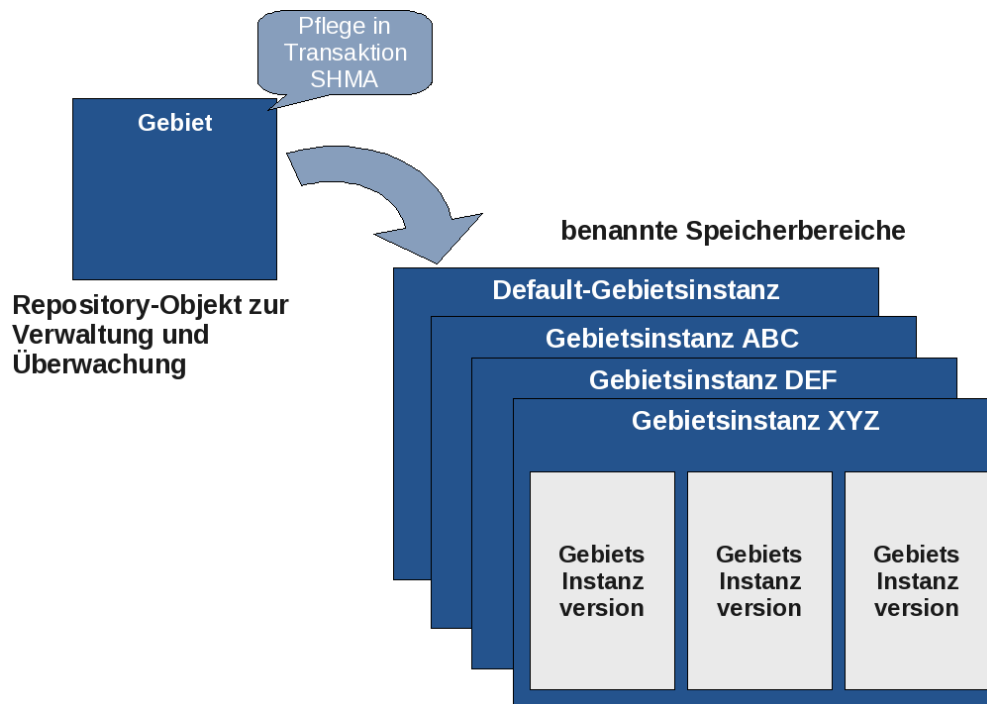 Pflege in
Transaktion
SHMA
Gebiet
Repository-Objekt zur
Verwaltung und
Überwachung
benannte Speicherbereiche
Default-Gebietsinstanz
Gebietsinstanz ABC
Gebietsinstanz DEF
Gebietsinstanz XYZ
Gebiets
Instanz
version
Gebiets
Instanz
version
Gebiets
Instanz
version